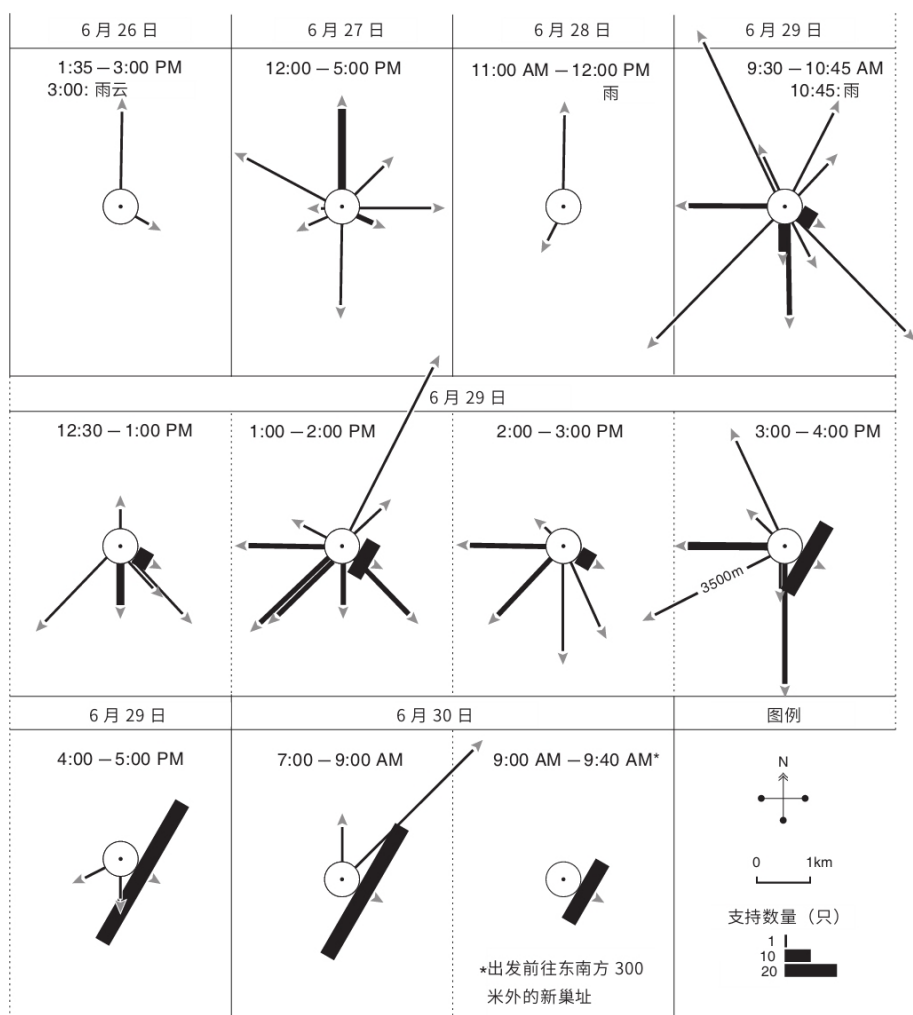 6 月 26 日
6 月 27 日
6 月 28 日
6 月 29 日
1:35 — 3:00 PM
3:00: 雨云
12:00 — 5:00 PM
11:00 AM — 12:00 PM
雨
9:30 — 10:45 AM
10:45: 雨
6 月 29 日
12:30 — 1:00 PM
1:00 — 2:00 PM
2:00 — 3:00 PM
3:00 — 4:00 PM
3500m
6 月 29 日
6 月 30 日
图例
4:00 — 5:00 PM
7:00 — 9:00 AM
9:00 AM — 9:40 AM*
*出发前往东南方 300
米外的新巢址
N
0 1km
支持数量（只）
1
10
20